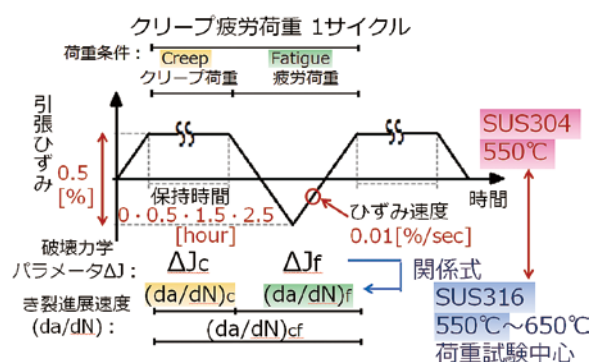 クリープ疲労荷重 1サイクル
荷重条件：
Creep
Fatigue
クリープ荷重
疲労荷重
引張ひずみ
0.5
[%]
保持時間
0・0.5・1.5・2.5
[hour]
時間
ひずみ速度
0.01[%/sec]
SUS304
550℃
破壊力学
パラメータΔJ：
ΔJc
ΔJf
関係式
き裂進展速度
(da/dN)：
(da/dN)c
(da/dN)f
(da/dN)cf
SUS316
550℃～650℃
荷重試験中心